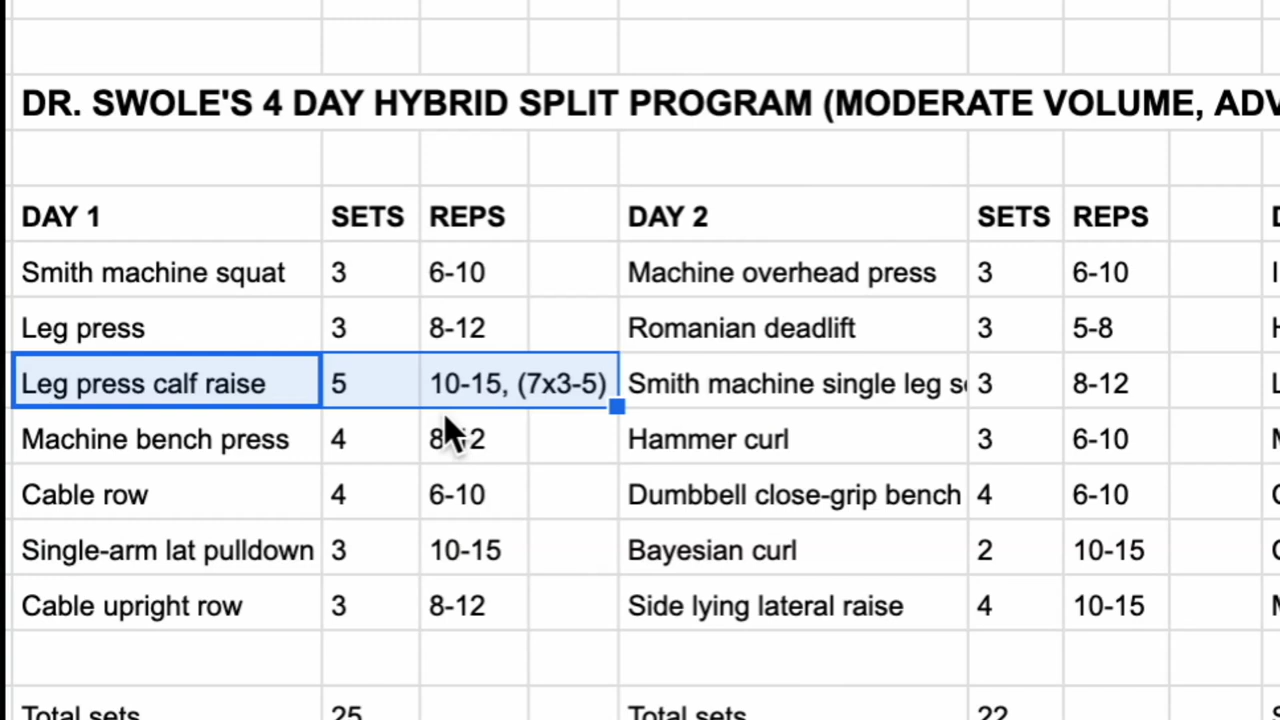 DR. SWOLE'S 4 DAY HYBRID SPLIT PROGRAM (MODERATE VOLUME,
DAY 1 SETS REPS DAY 2 SETS REPS
Smith machine squat 3 6-10 Machine overhead press 3 6-10
Leg press 3 8-12 Romanian deadlift 3 5-8
Leg press calf raise 5 10-15, (7x3-5) Smith machine single leg 3 8-12
Machine bench press 4 Hammer curl 3 6-10
Cable row 4 6-10 Dumbbell close-grip bench 4 6-10
Single-arm lat pulldown 3 10-15 Bayesian curl 2 10-15
Cable upright row 3 8-12 Side lying lateral raise 4 10-15
Total sets 25 Total sets 22